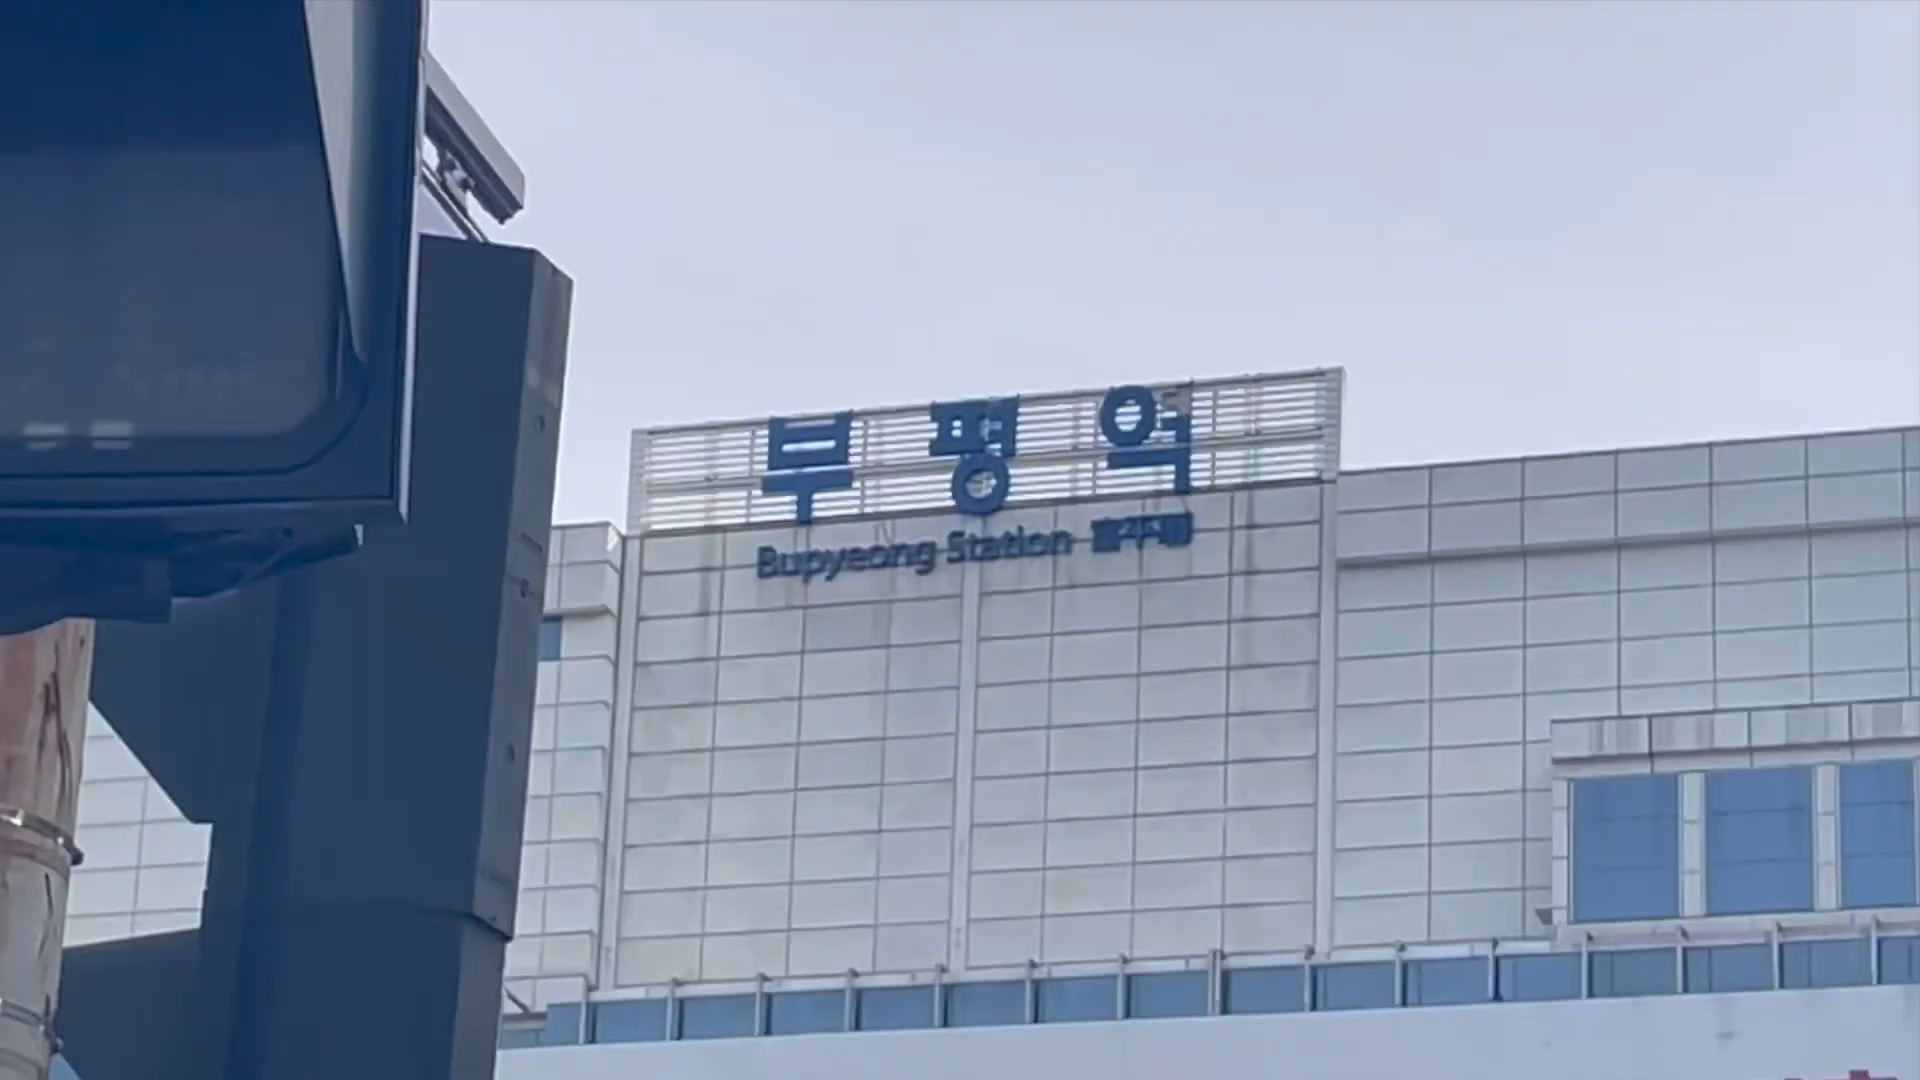 부평역
Bupyeong Station